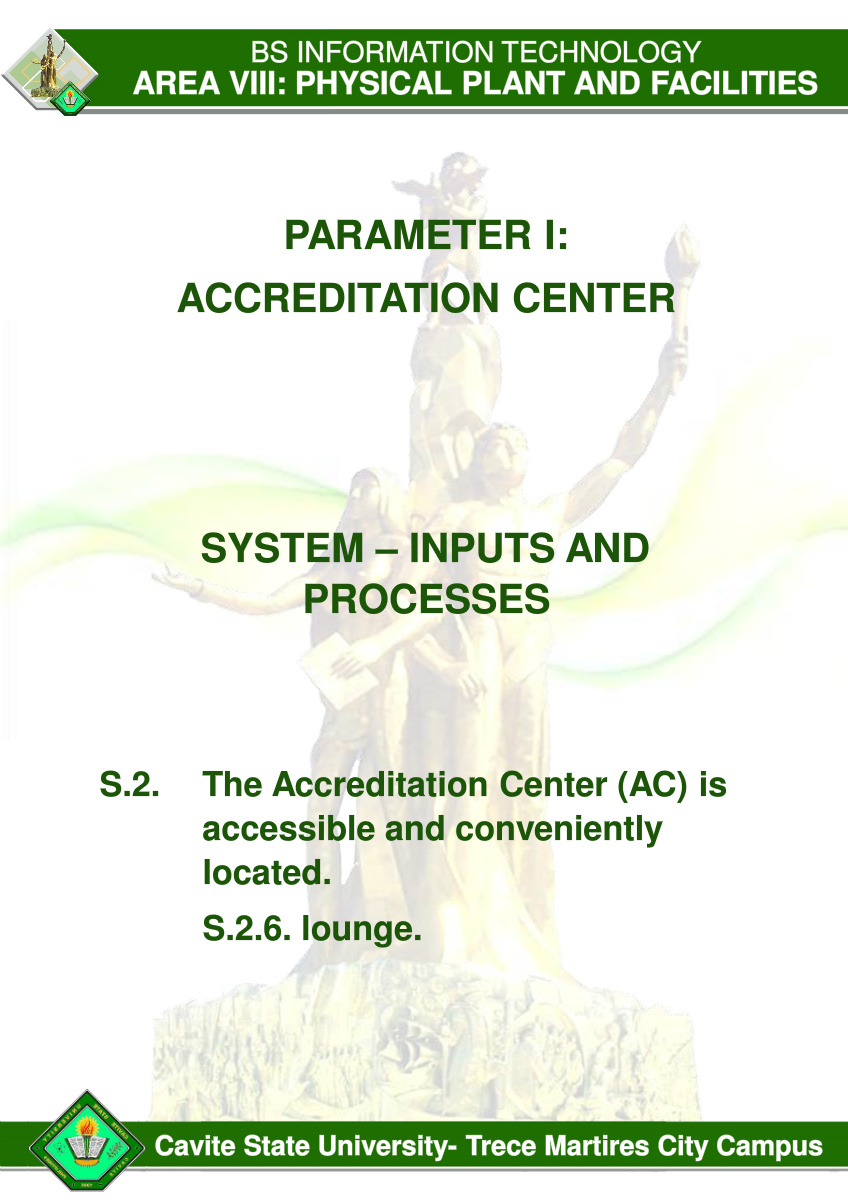 BS INFORMATION TECHNOLOGY
AREA VIII: PHYSICAL PLANT AND FACILITIES
PARAMETER I:
ACCREDITATION CENTER
SYSTEM – INPUTS AND
PROCESSES
S.2. The Accreditation Center (AC) is
accessible and conveniently
located.
S.2.6. lounge.
Cavite State University- Trece Martires City Campus